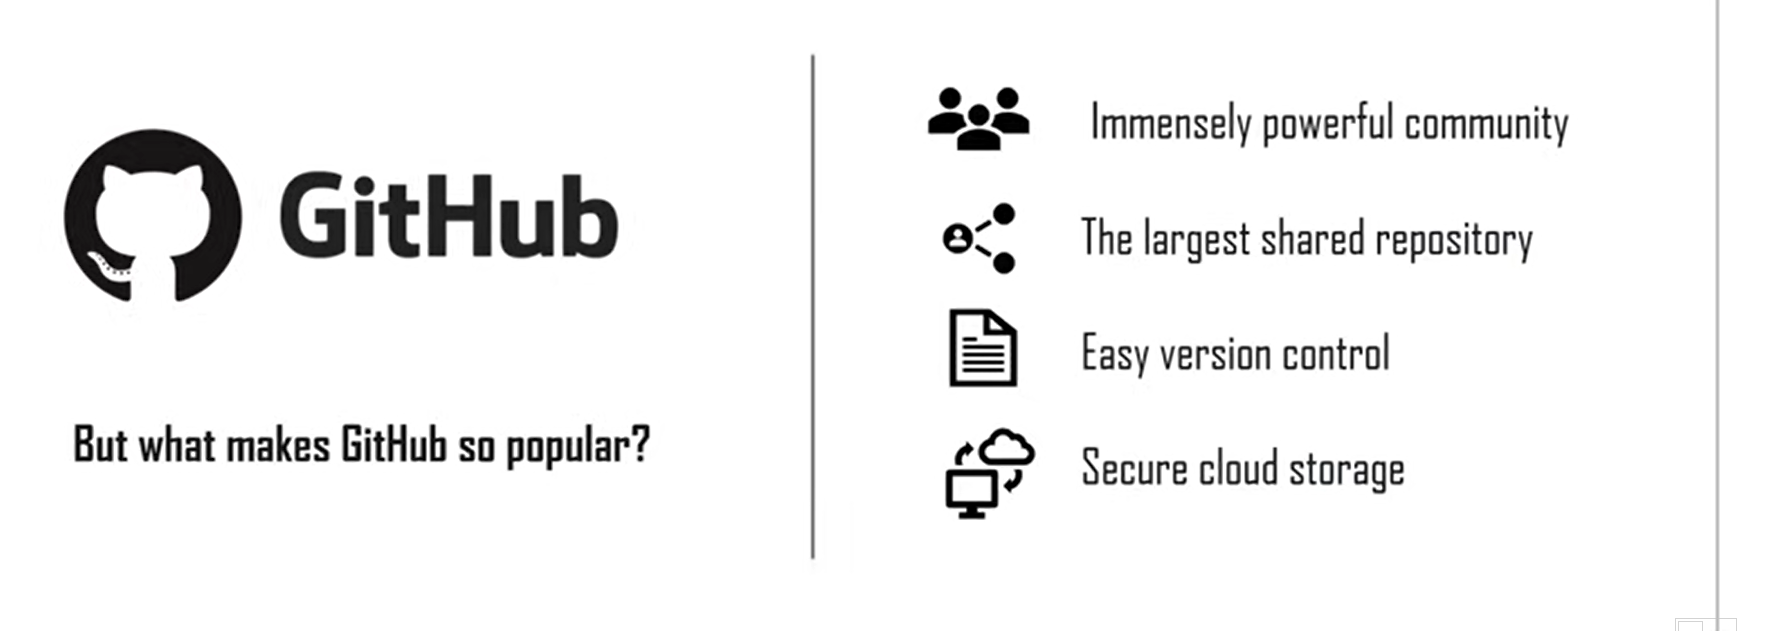 GitHub
But what makes GitHub so popular?
Immensely powerful community
The largest shared repository
Easy version control
Secure cloud storage